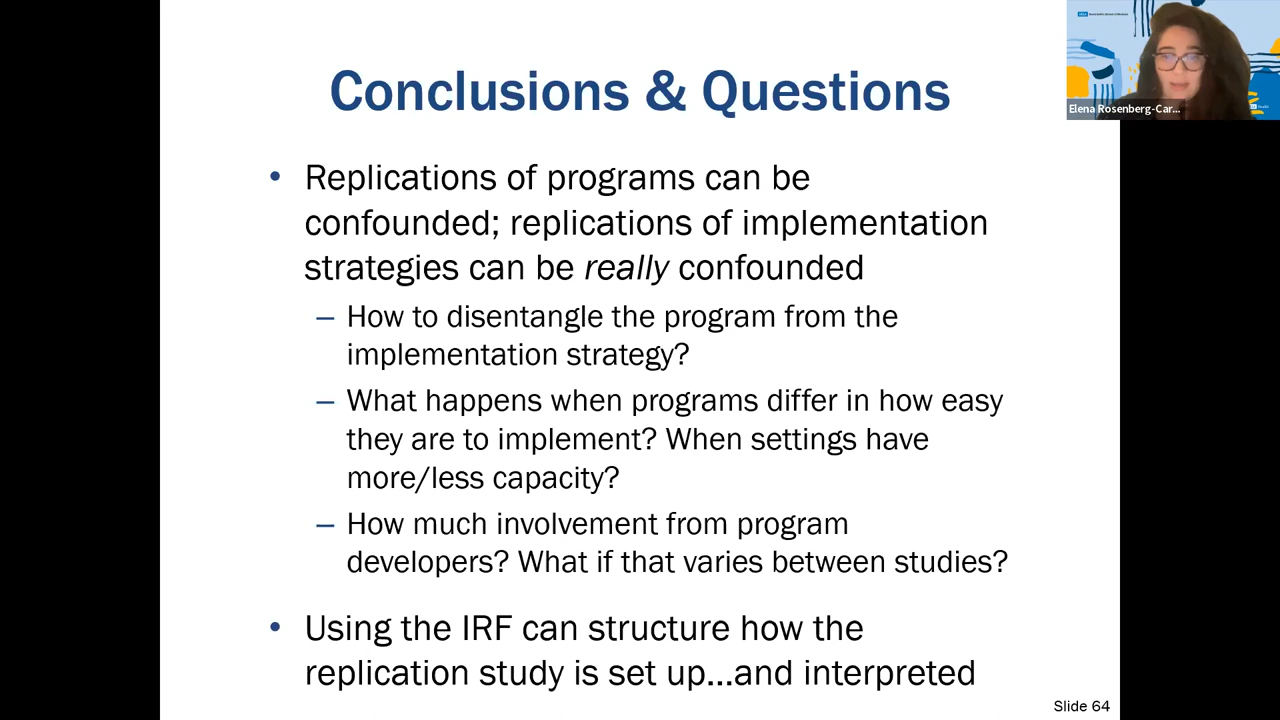 Conclusions & Questions
Elena Rosenberg-Car...
• Replications of programs can be
confounded; replications of implementation
strategies can be really confounded
– How to disentangle the program from the
implementation strategy?
– What happens when programs differ in how easy
they are to implement? When settings have
more/less capacity?
– How much involvement from program
developers? What if that varies between studies?
• Using the IRF can structure how the
replication study is set up...and interpreted
Slide 64